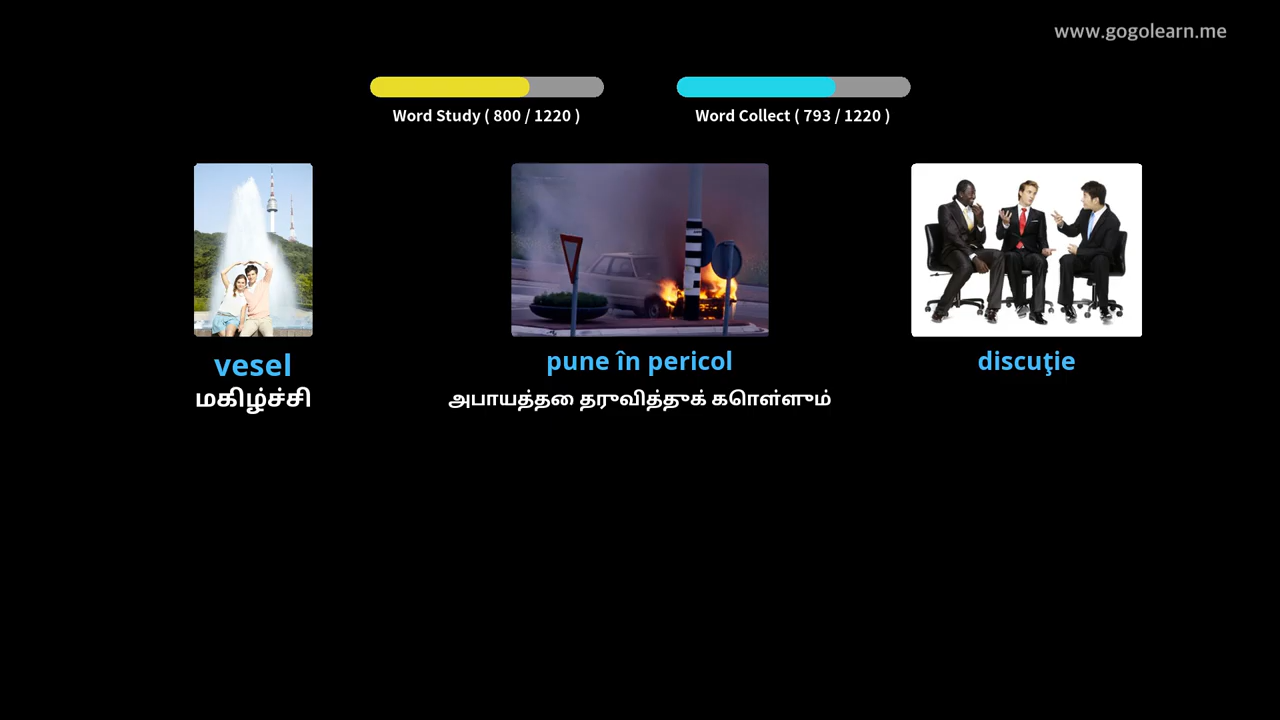 www.gogolearn.me
Word Study ( 800 / 1220 )
Word Collect ( 793 / 1220 )
vesel
மகிழ்ச்சி
pune în pericol
அபாயத்தை தருவித்துக் கொள்ளும்
discuţie